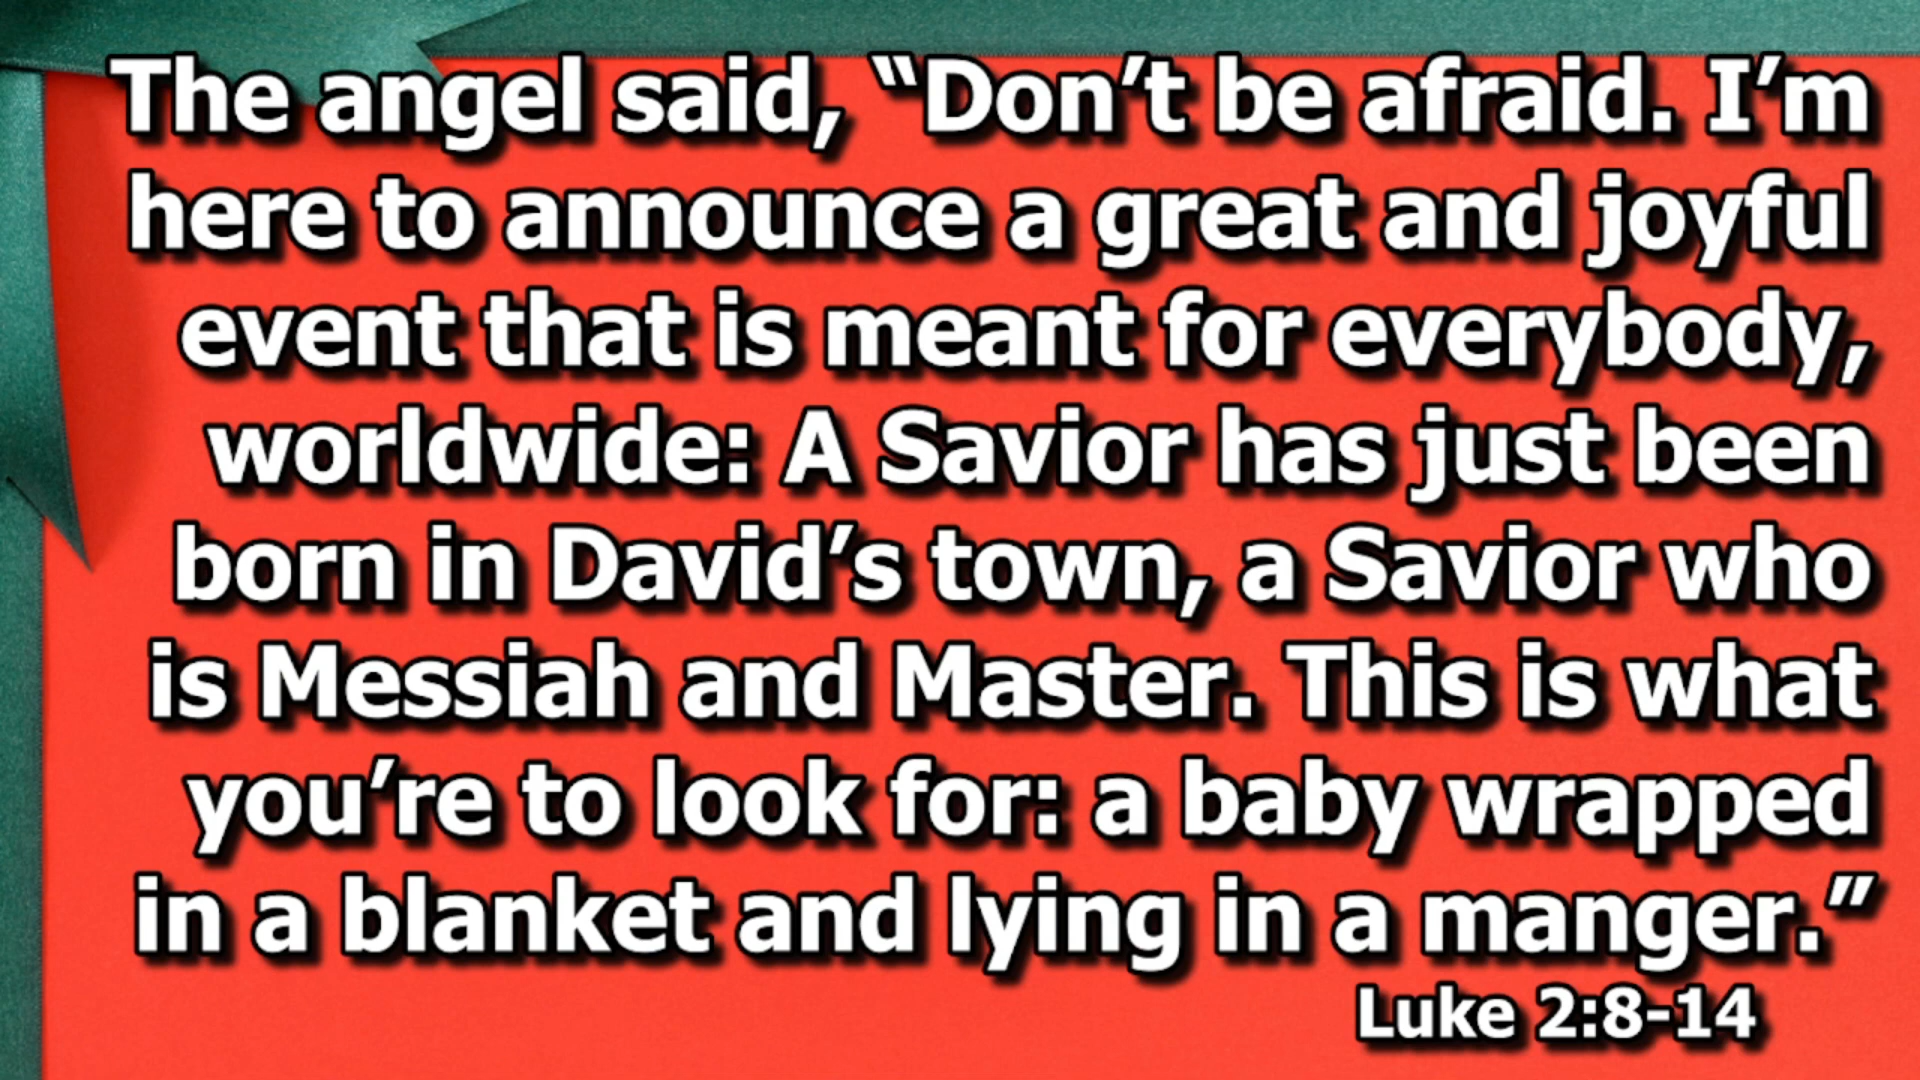 The angel said, “Don’t be afraid. I’m
here to announce a great and joyful
event that is meant for everybody,
worldwide: A Savior has just been
born in David’s town, a Savior who
is Messiah and Master. This is what
you’re to look for: a baby wrapped
in a blanket and lying in a manger.”
Luke 2:8-14